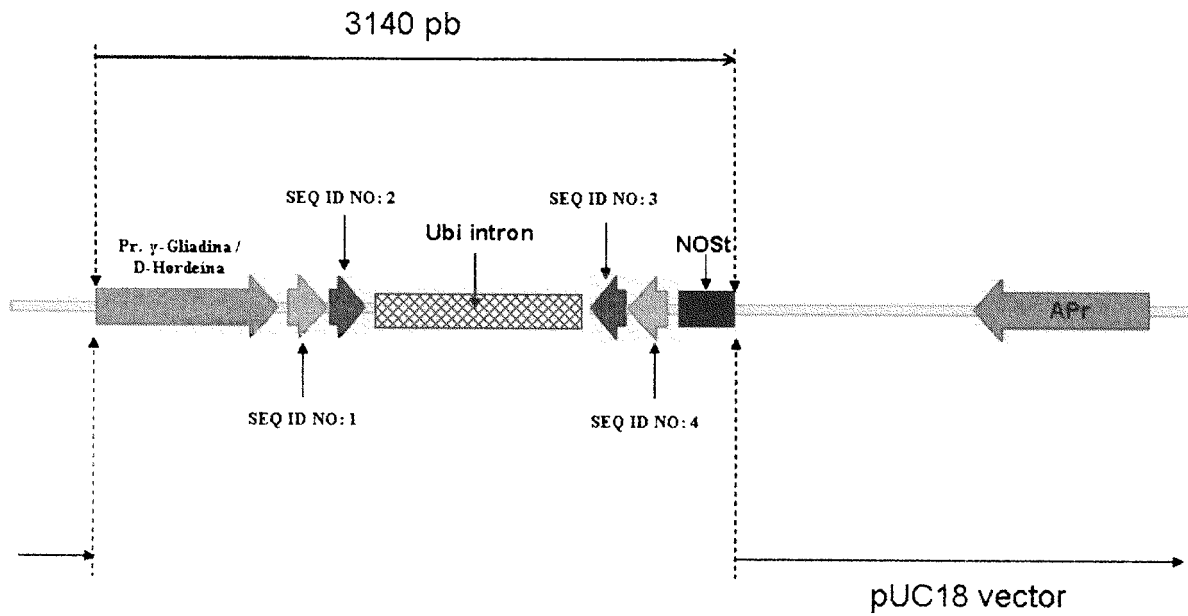 3140 pb
SEQ ID NO: 2
SEQ ID NO: 3
Ubi intron
NOSt
Pr. γ-Gliadina /
D-Hordeína
APr
SEQ ID NO: 1
SEQ ID NO: 4
pUC18 vector